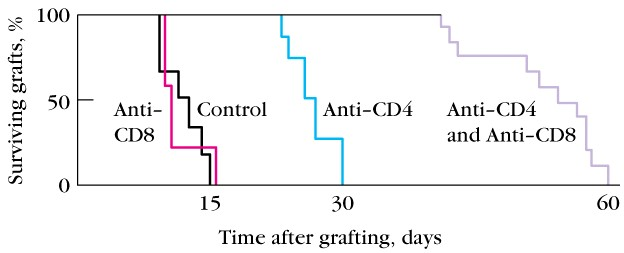 Surviving grafts, %
100
50
0
Anti-
CD8
Control
Anti-CD4
Anti-CD4
and Anti-CD8
15
30
60
Time after grafting, days